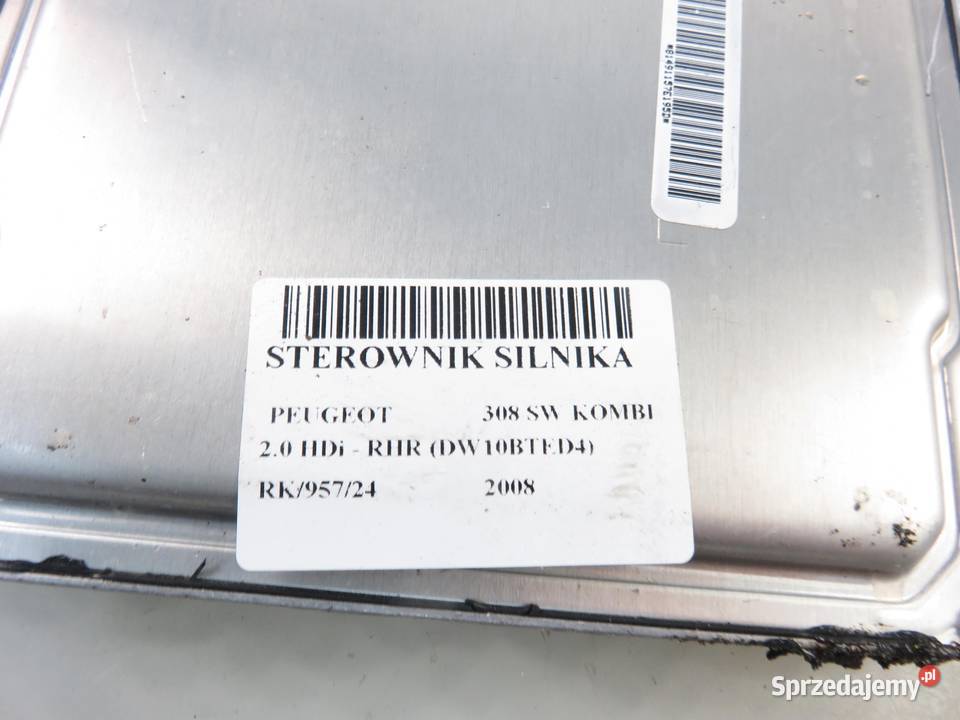 STEROWNIK SILNIKA
PEUGEOT 308 SW KOMBI
2.0 HDi - RHR (DW10BTED4)
RK/957/24 2008
Sprzedajemy.pl